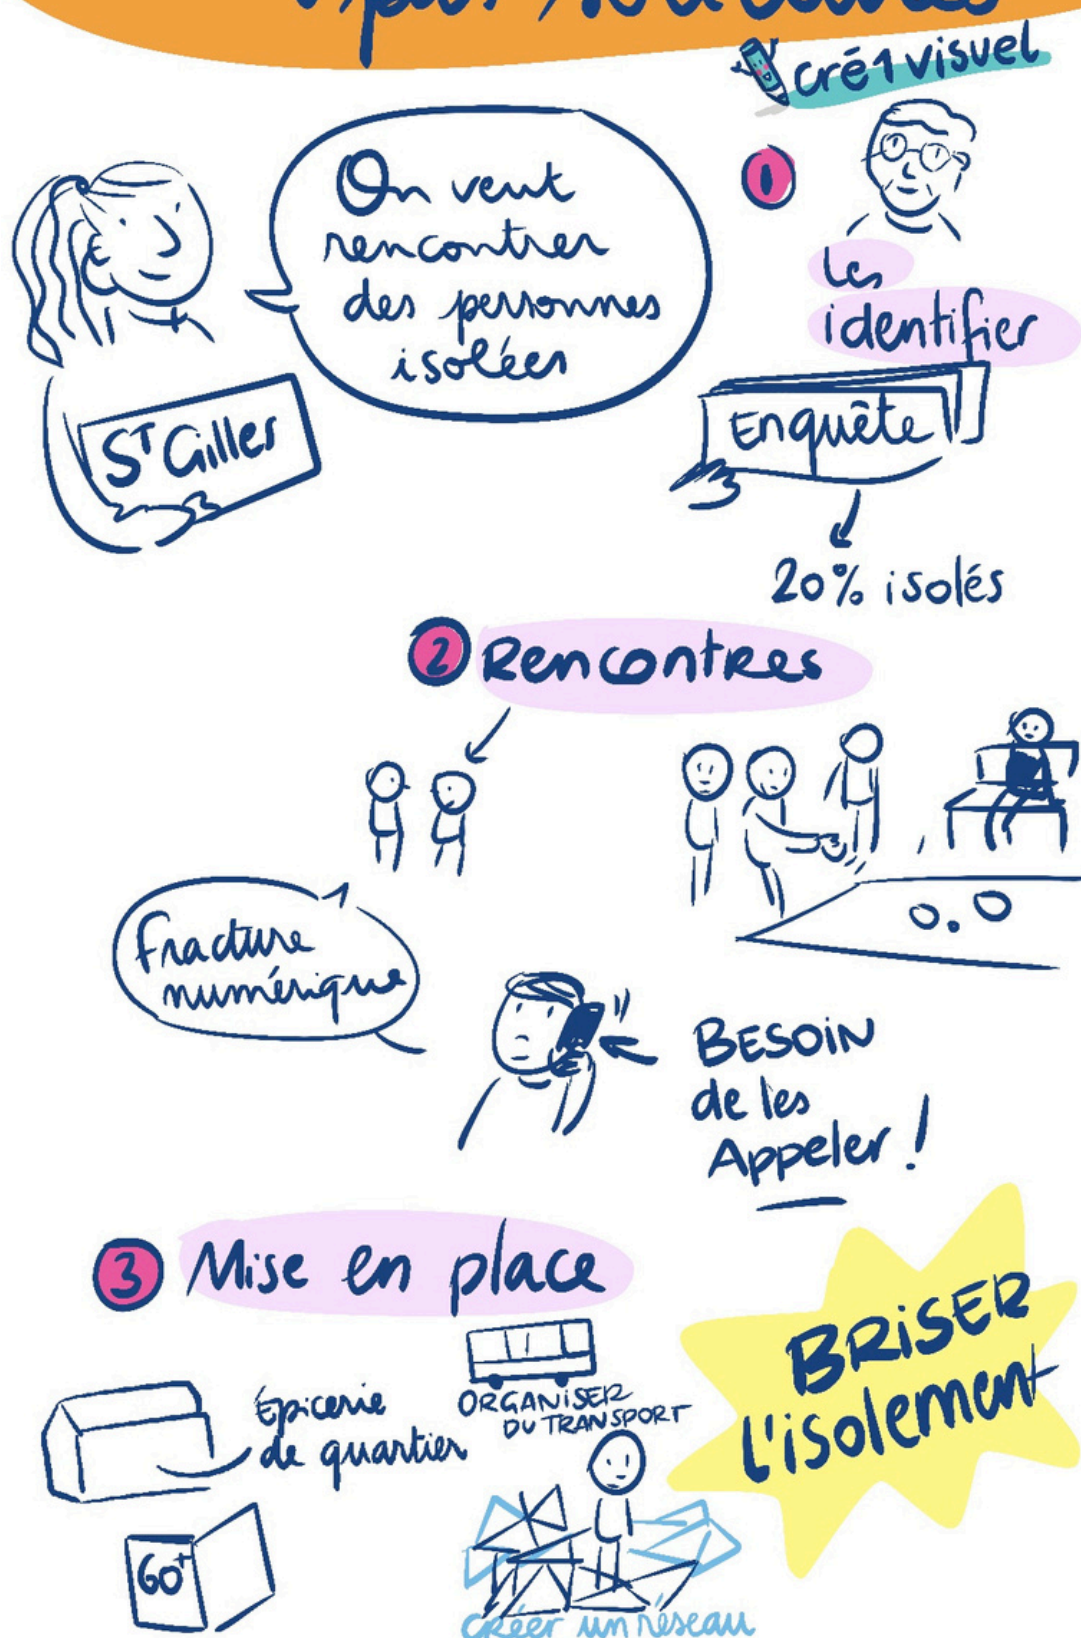 cré1visuel
On veut
rencontrer
des personnes
isolées
St Gilles
1
les
identifier
Enquête
20% isolés
2 Rencontres
Fracture
numérique
BESOIN
de les
Appeler !
3 Mise en place
Épicerie
de quartier
ORGANISER
DU TRANSPORT
BRISER
l'isolement
60+
créer un réseau